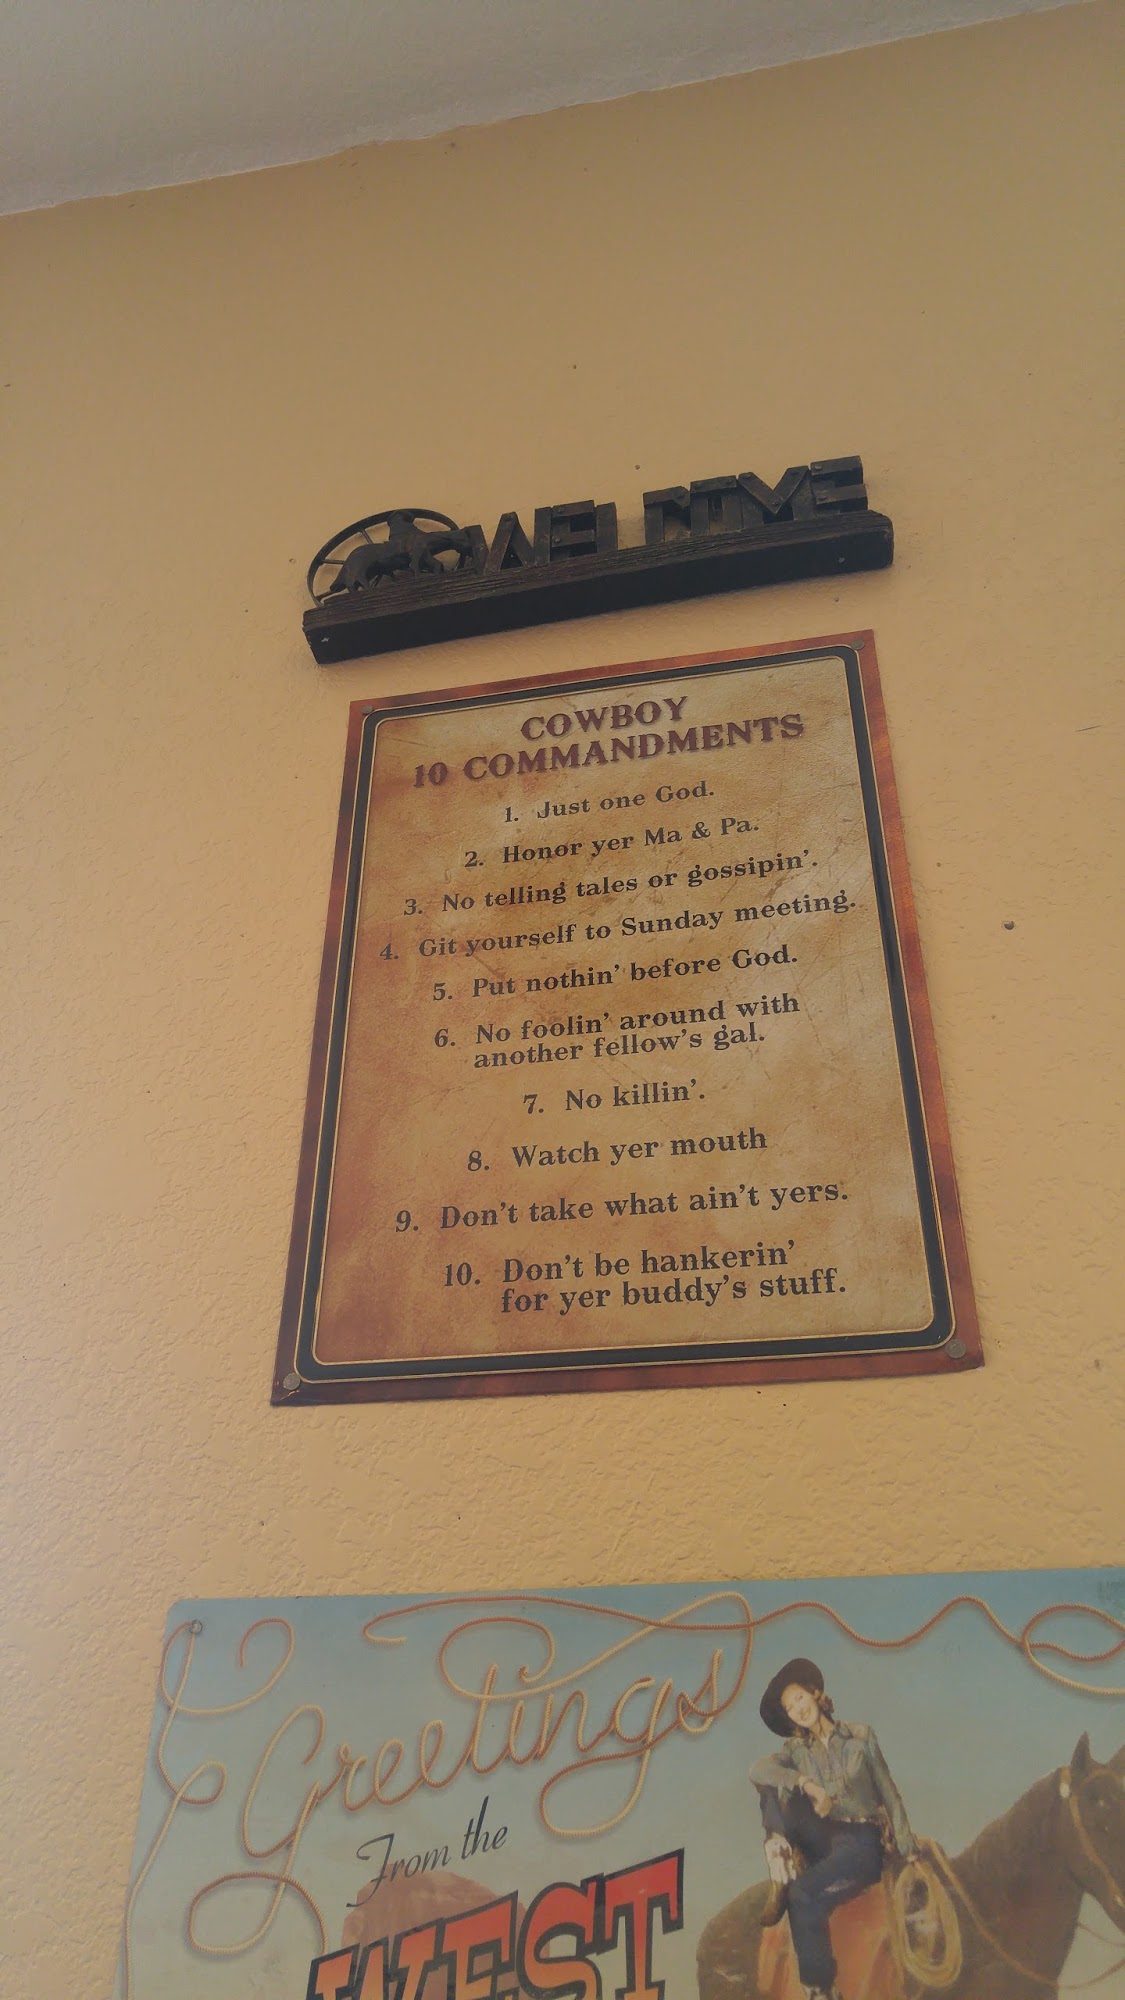 WELCOME
COWBOY
10 COMMANDMENTS
1. Just one God.
2. Honor yer Ma & Pa.
3. No telling tales or gossipin'.
4. Git yourself to Sunday meeting.
5. Put nothin' before God.
6. No foolin' around with
another fellow's gal.
7. No killin'.
8. Watch yer mouth
9. Don't take what ain't yers.
10. Don't be hankerin'
for yer buddy's stuff.
Greetings
From the
WEST